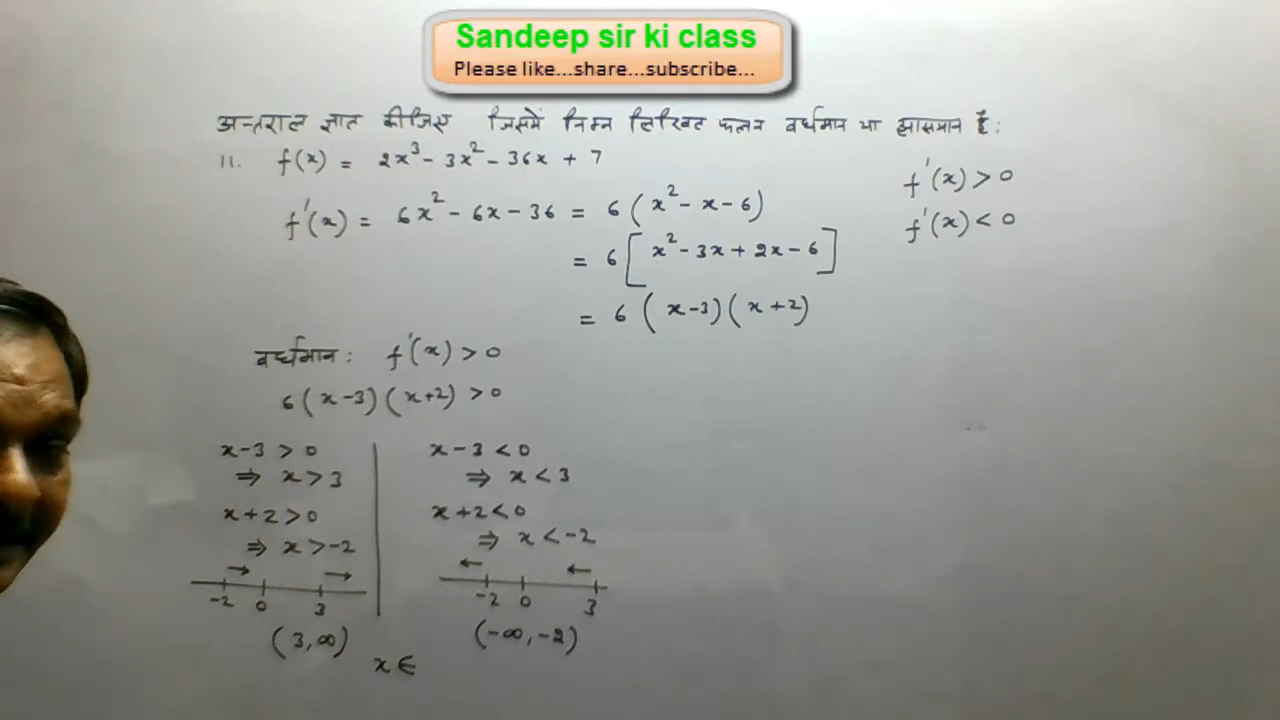 Sandeep sir ki class
Please like...share...subscribe...
अन्तराल ज्ञात कीजिए जिसमें निम्न लिखित फलन वर्धमान या ह्रासमान है:
11. f(x) = 2x³ - 3x² - 36x + 7
f'(x) > 0
f'(x) = 6x² - 6x - 36 = 6(x² - x - 6)
f'(x) < 0
= 6[x² - 3x + 2x - 6]
= 6(x-3)(x+2)
वर्धमान: f'(x) > 0
6(x-3)(x+2) > 0
x-3 > 0
⇒ x > 3
x+2 > 0
⇒ x > -2
-2 0 3
(3, ∞)
x-3 < 0
⇒ x < 3
x+2 < 0
⇒ x < -2
-2 0 3
(-∞, -2)
x ∈